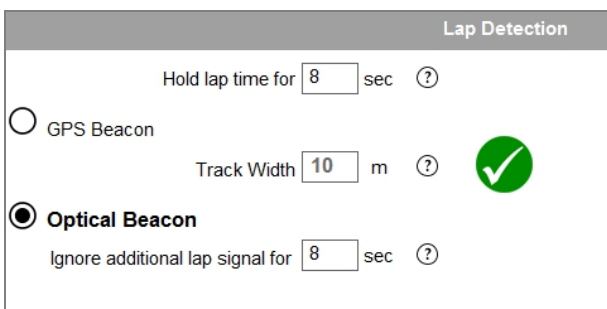 Lap Detection
Hold lap time for 8 sec ?
GPS Beacon
Track Width 10 m ?
Optical Beacon
Ignore additional lap signal for 8 sec ?